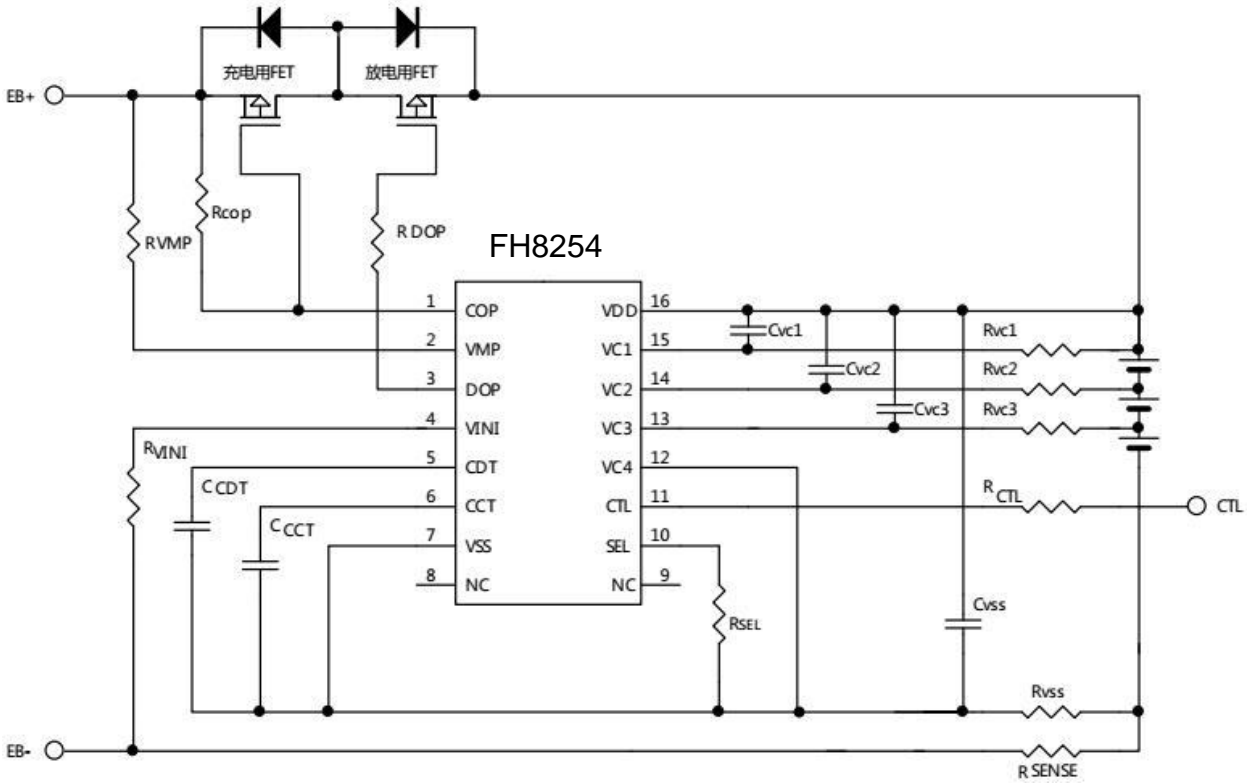 充电用FET 放电用FET
EB+
Rcop
RVMP
R DOP
FH8254
1 COP VDD 16
Cvc1
Rvc1
2 VMP VC1 15
Cvc2
Rvc2
3 DOP VC2 14
Cvc3
Rvc3
4 VINI VC3 13
RVINI
5 CDT VC4 12
C CDT
R CTL
6 CCT CTL 11
CTL
C CCT
7 VSS SEL 10
8 NC NC 9
RSEL
Cvss
Rvss
EB-
R SENSE